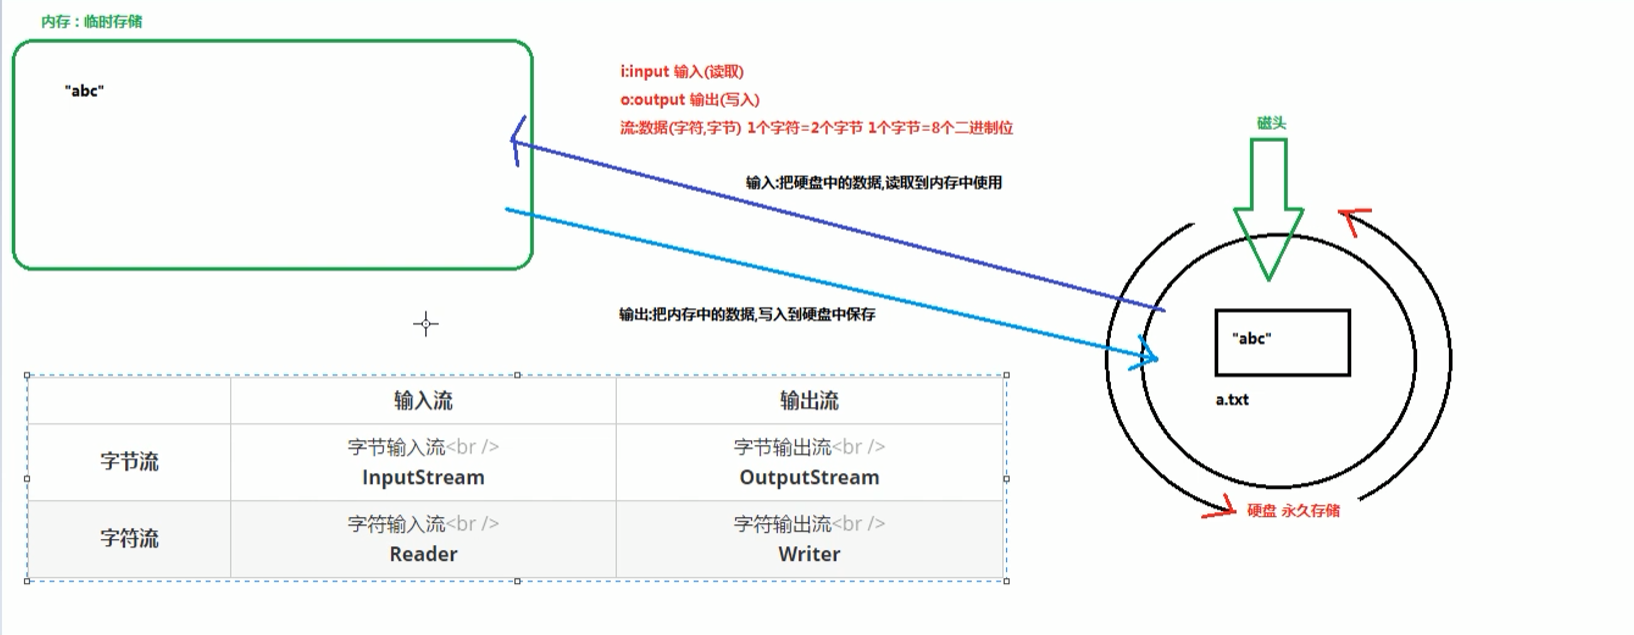 内存：临时存储
"abc"
i:input 输入(读取)
o:output 输出(写入)
流:数据(字符,字节) 1个字符=2个字节 1个字节=8个二进制位
磁头
输入:把硬盘中的数据,读取到内存中使用
输出:把内存中的数据,写入到硬盘中保存
"abc"
a.txt
硬盘 永久存储
输入流 输出流
字节流 字节输入流<br /> 字节输出流<br />
InputStream OutputStream
字符流 字符输入流<br /> 字符输出流<br />
Reader Writer